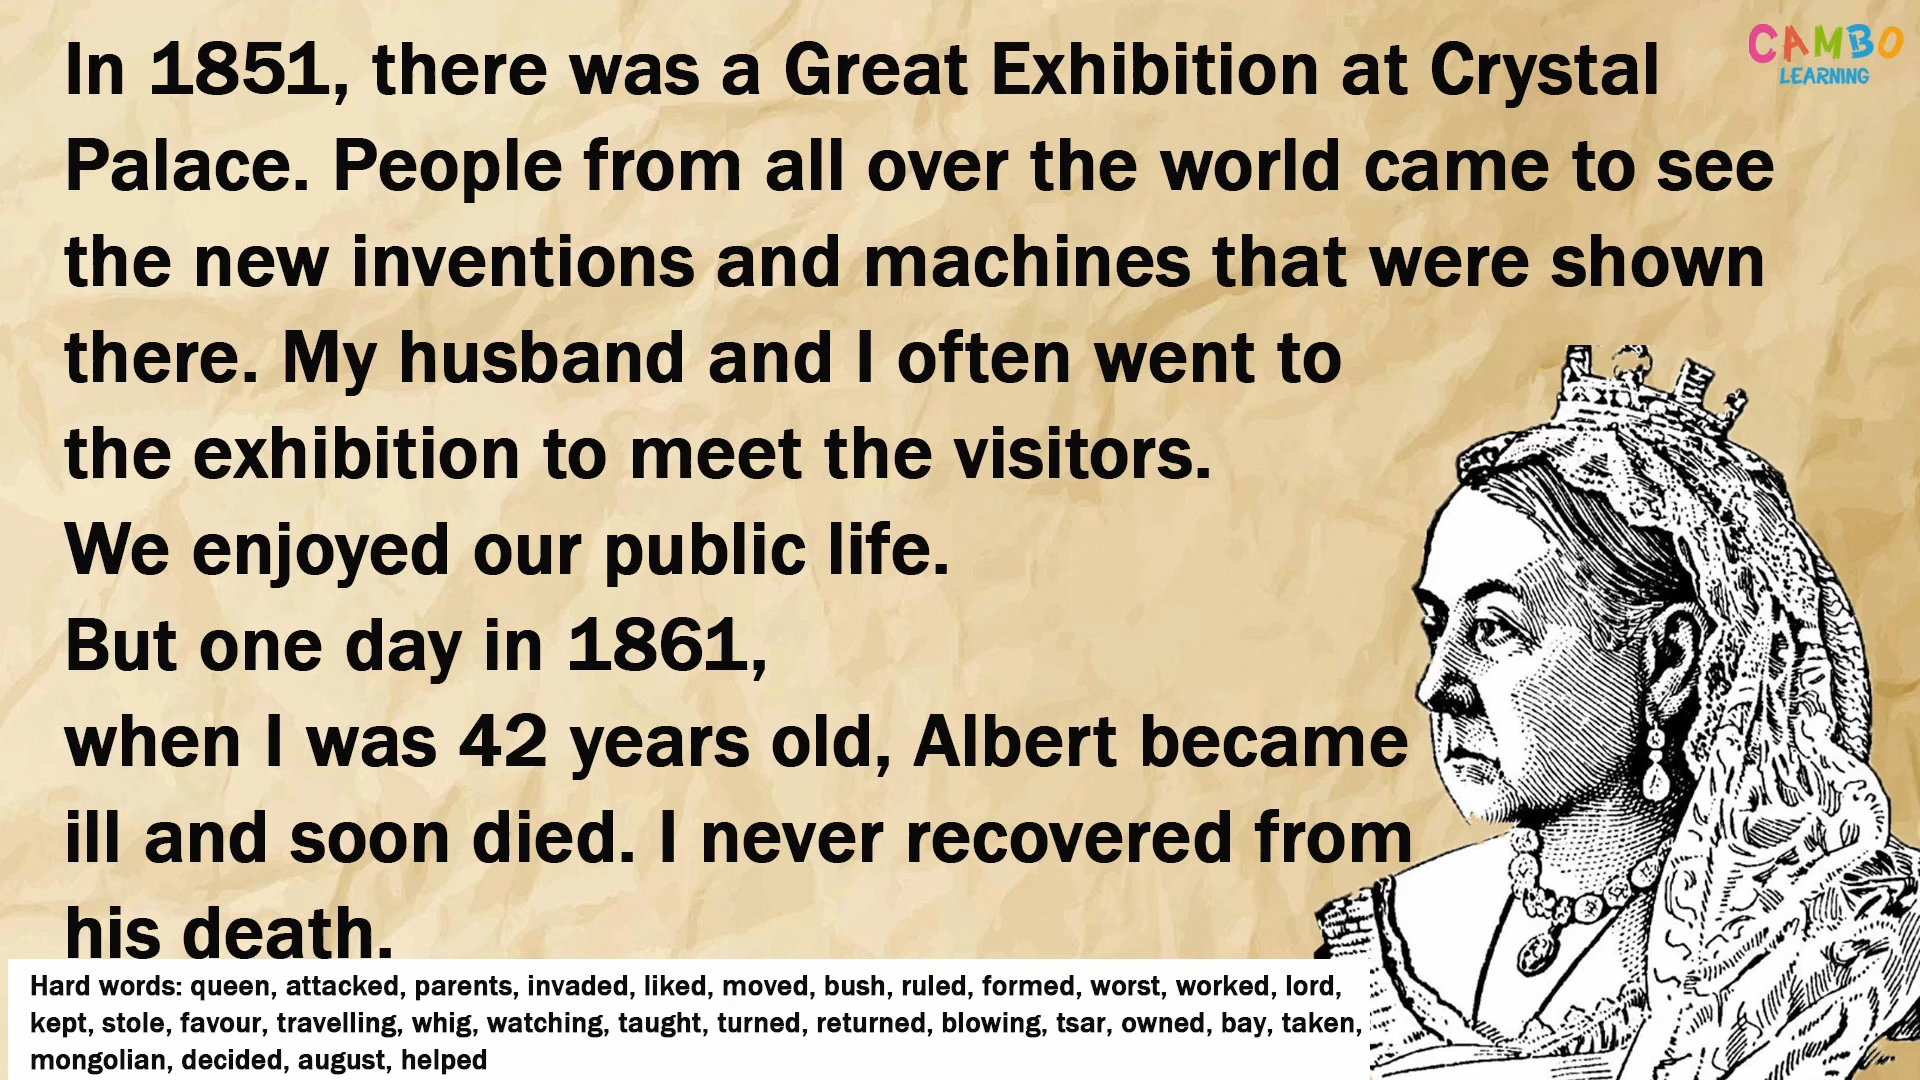 CAMBO
LEARNING
In 1851, there was a Great Exhibition at Crystal
Palace. People from all over the world came to see
the new inventions and machines that were shown
there. My husband and I often went to
the exhibition to meet the visitors.
We enjoyed our public life.
But one day in 1861,
when I was 42 years old, Albert became
ill and soon died. I never recovered from
his death.
Hard words: queen, attacked, parents, invaded, liked, moved, bush, ruled, formed, worst, worked, lord,
kept, stole, favour, travelling, whig, watching, taught, turned, returned, blowing, tsar, owned, bay, taken,
mongolian, decided, august, helped